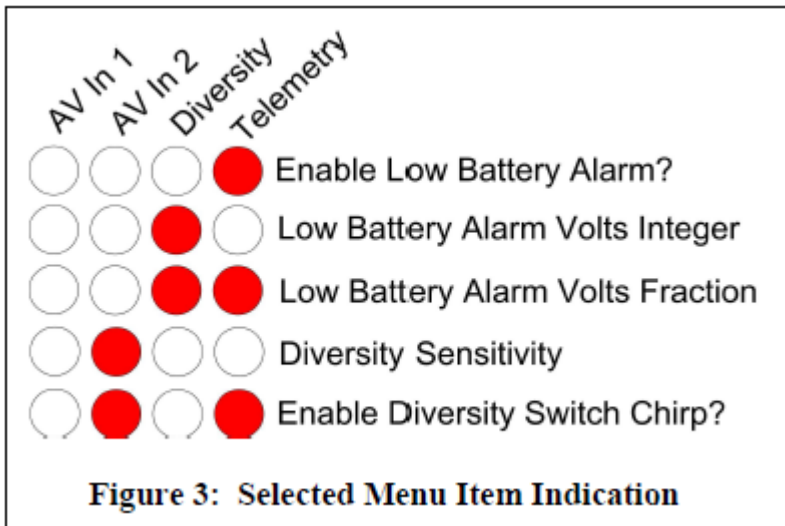 AV In 1
AV In 2
Diversity
Telemetry
Enable Low Battery Alarm?
Low Battery Alarm Volts Integer
Low Battery Alarm Volts Fraction
Diversity Sensitivity
Enable Diversity Switch Chirp?
Figure 3: Selected Menu Item Indication